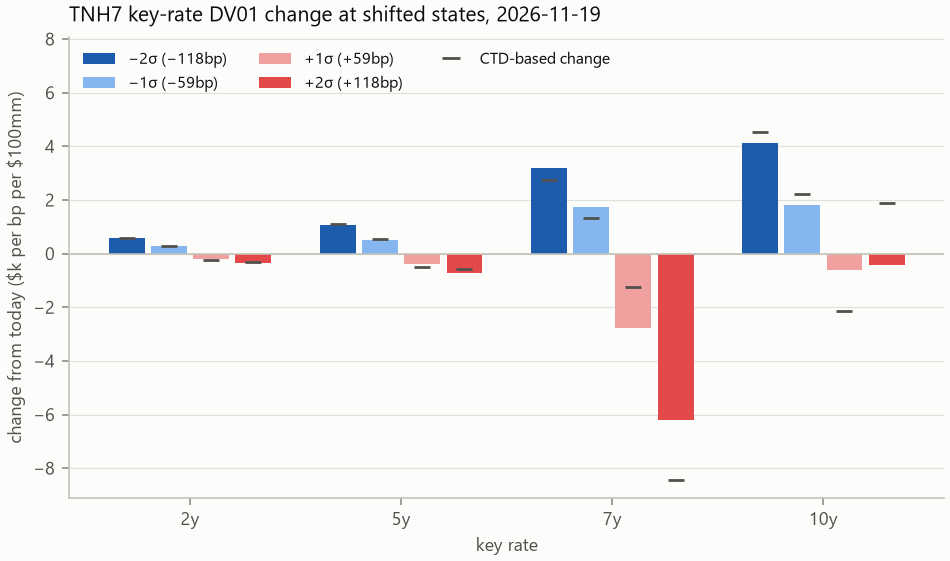 TNH7 key-rate DV01 change at shifted states, 2026-11-19
−2σ (−118bp)
−1σ (−59bp)
+1σ (+59bp)
+2σ (+118bp)
CTD-based change
change from today ($k per bp per $100mm)
8
6
4
2
0
−2
−4
−6
−8
2y
5y
7y
10y
key rate